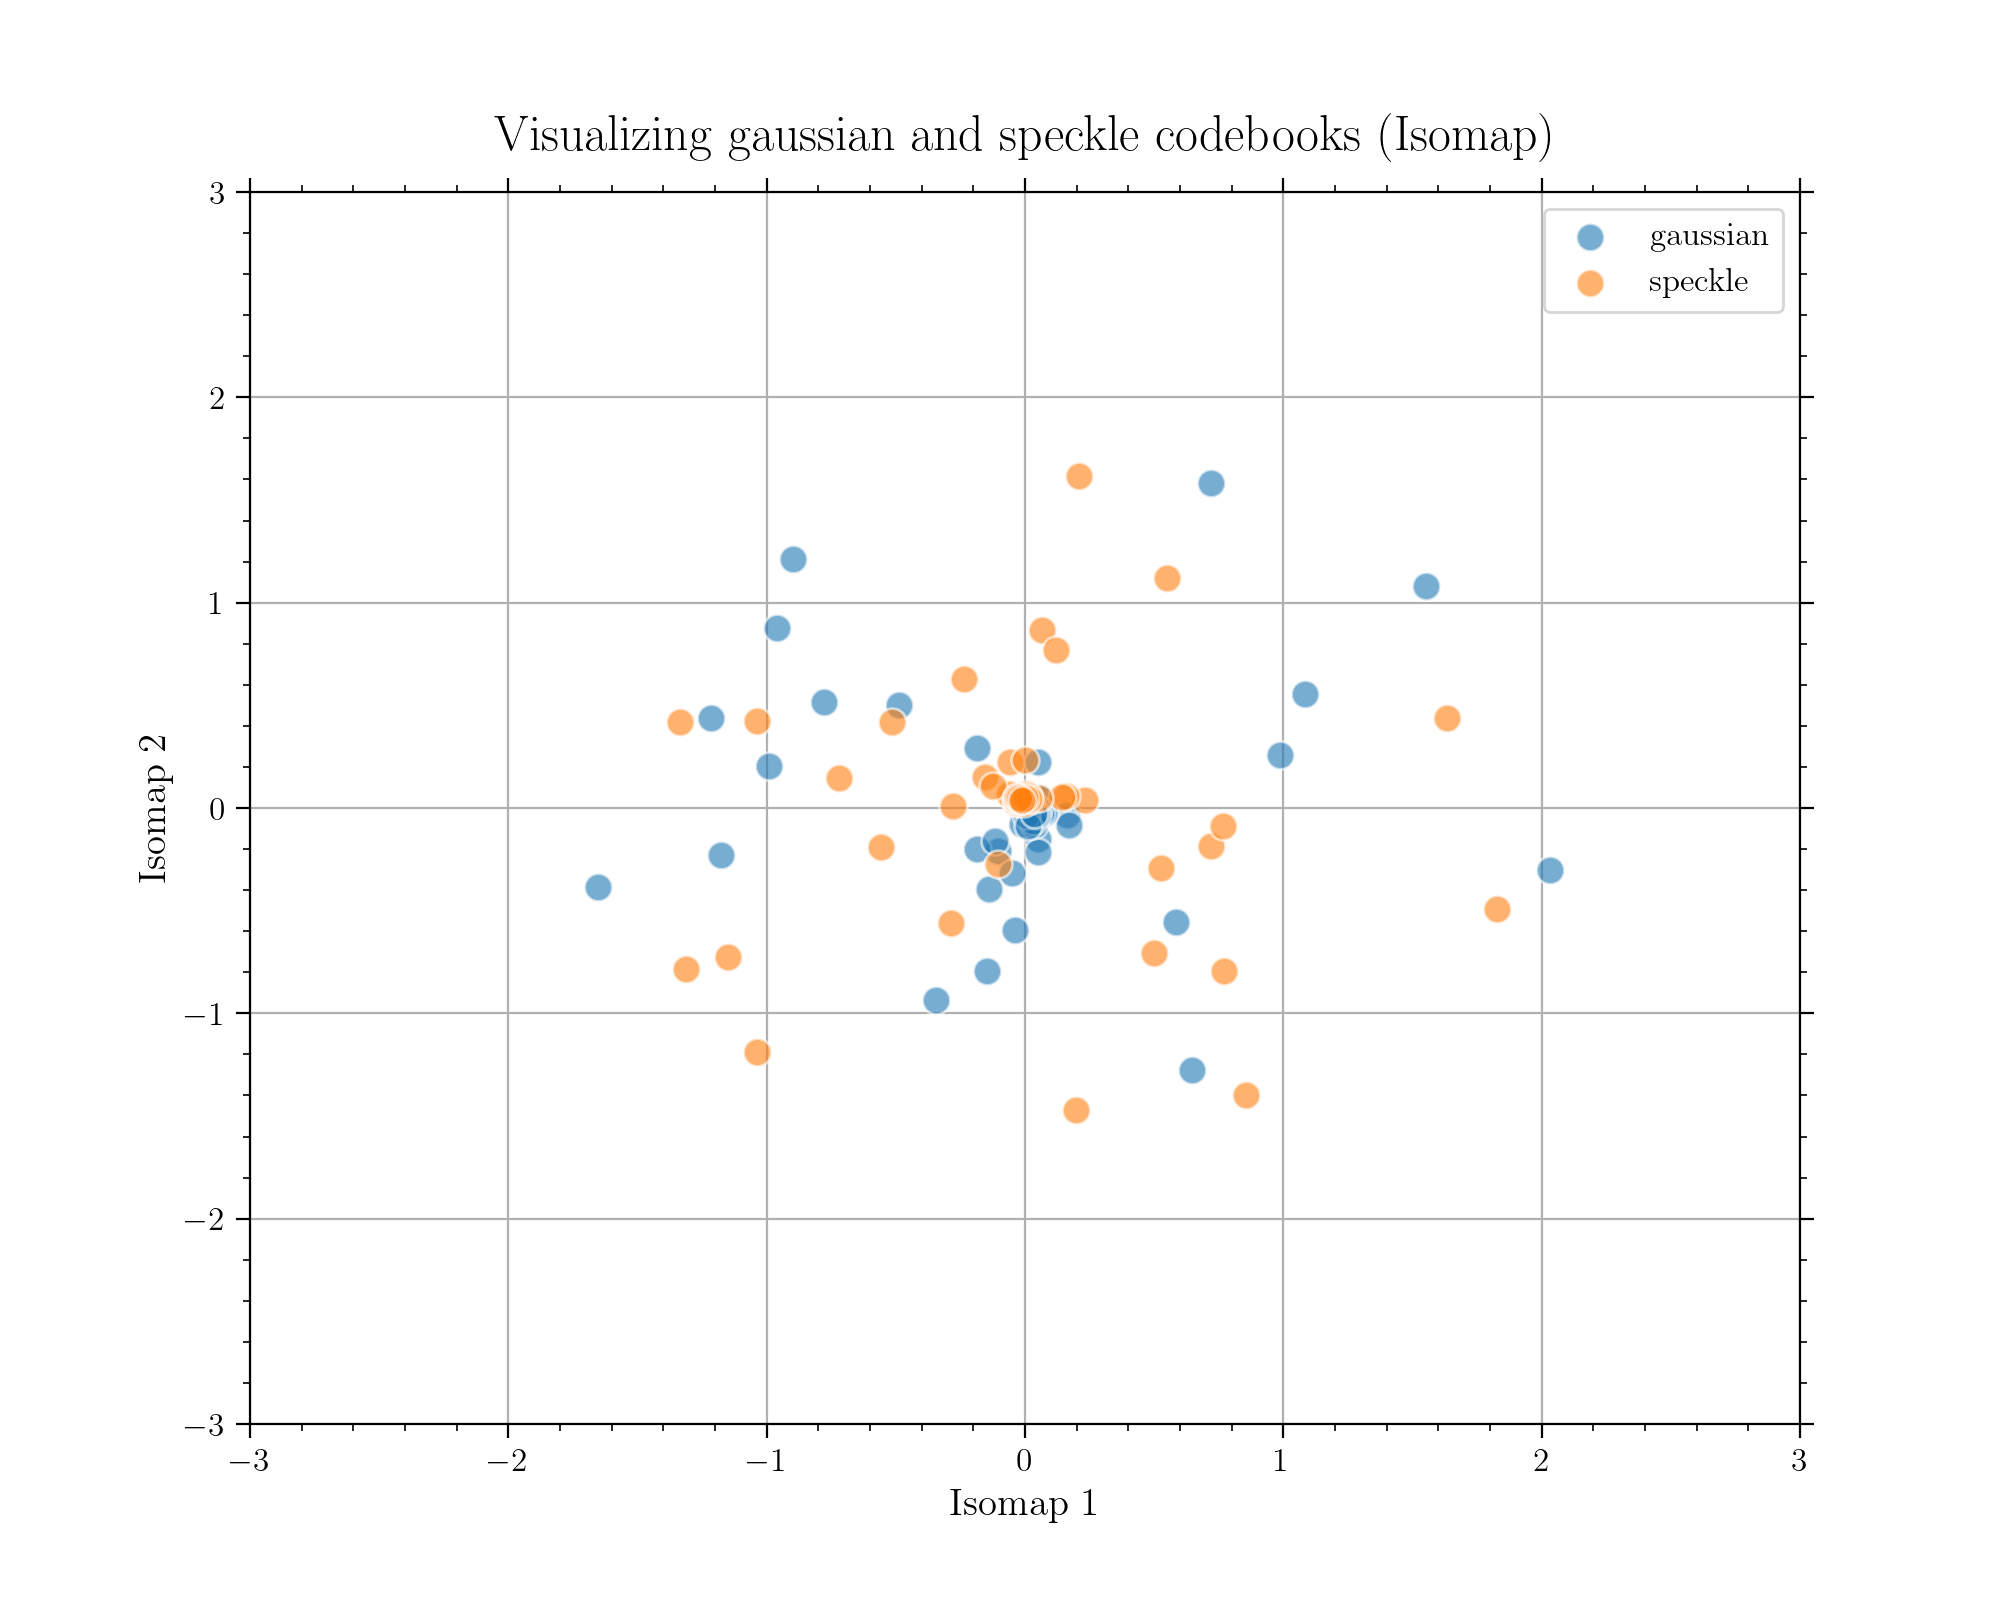 Visualizing gaussian and speckle codebooks (Isomap)
gaussian
speckle
3
2
1
0
−1
−2
−3
Isomap 2
−3 −2 −1 0 1 2 3
Isomap 1